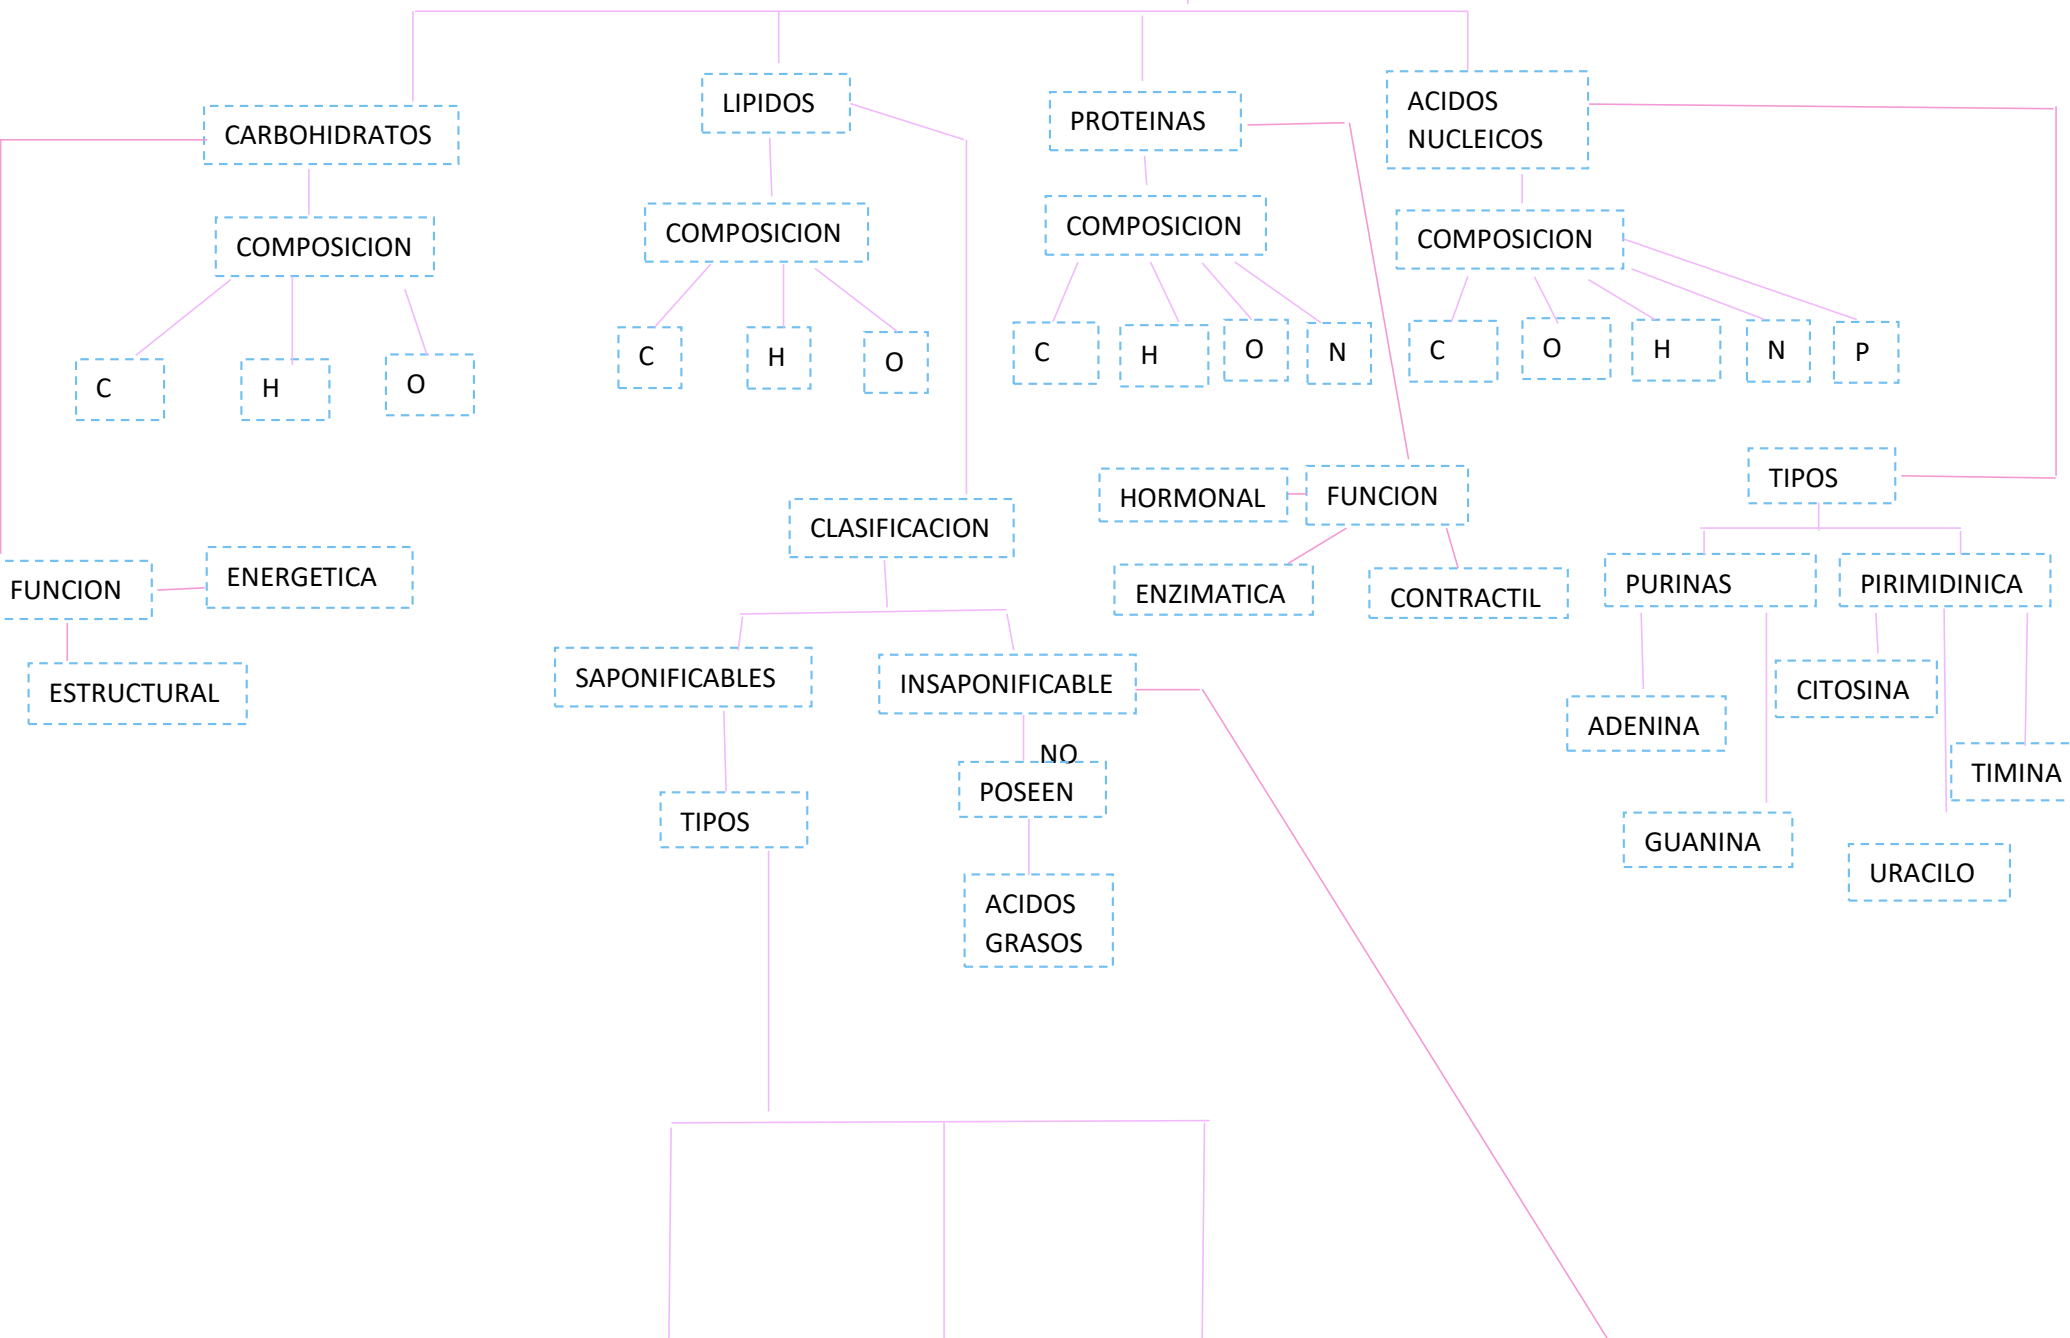 LIPIDOS
ACIDOS
NUCLEICOS
PROTEINAS
CARBOHIDRATOS
COMPOSICION
COMPOSICION
COMPOSICION
COMPOSICION
C
H
O
C
H
O
C
H
O
N
C
O
H
N
P
TIPOS
HORMONAL
FUNCION
CLASIFICACION
ENERGETICA
FUNCION
ENZIMATICA
CONTRACTIL
PURINAS
PIRIMIDINICA
ESTRUCTURAL
SAPONIFICABLES
INSAPONIFICABLE
CITOSINA
ADENINA
NO
POSEEN
TIMINA
TIPOS
GUANINA
URACILO
ACIDOS
GRASOS